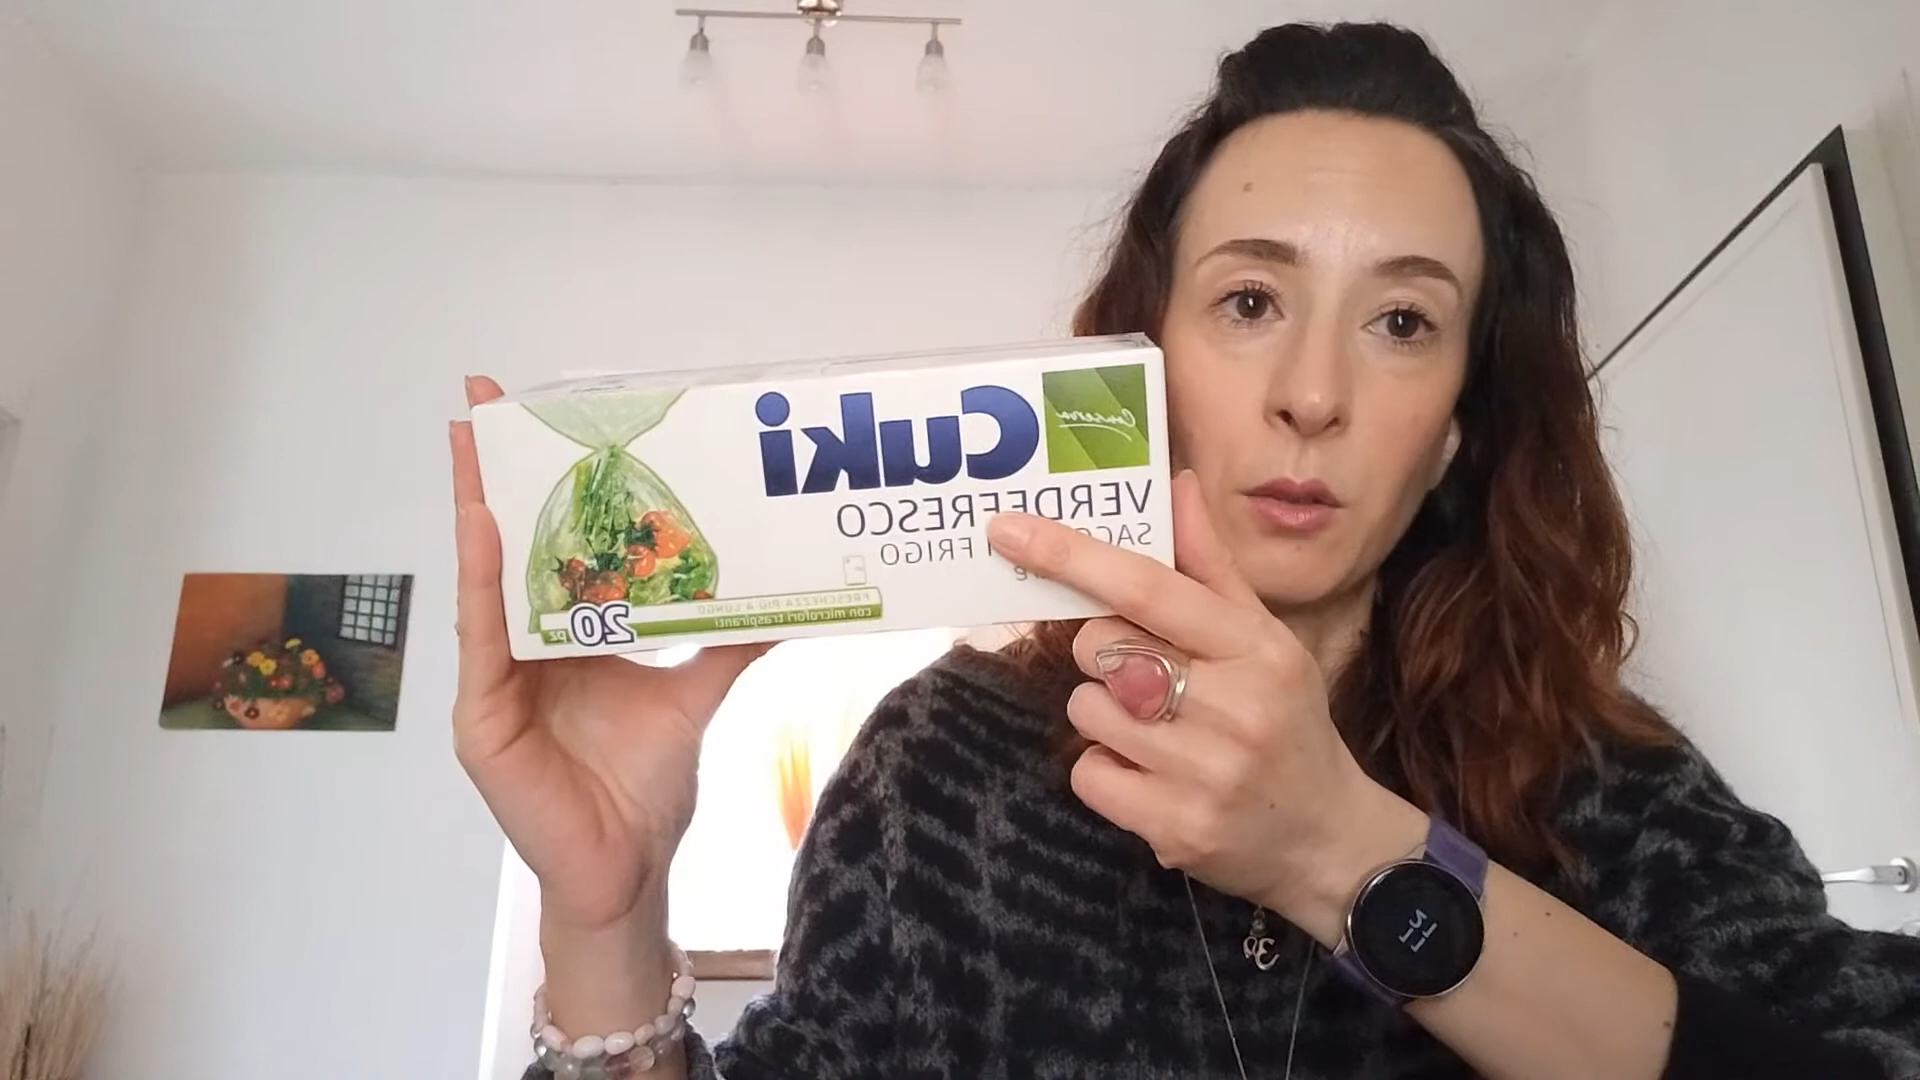 Conserva
Cuki
VERDEFRESCO
FRIGO
FRESCHEZZA PIÙ A LUNGO
con microfori traspiranti
20 pz